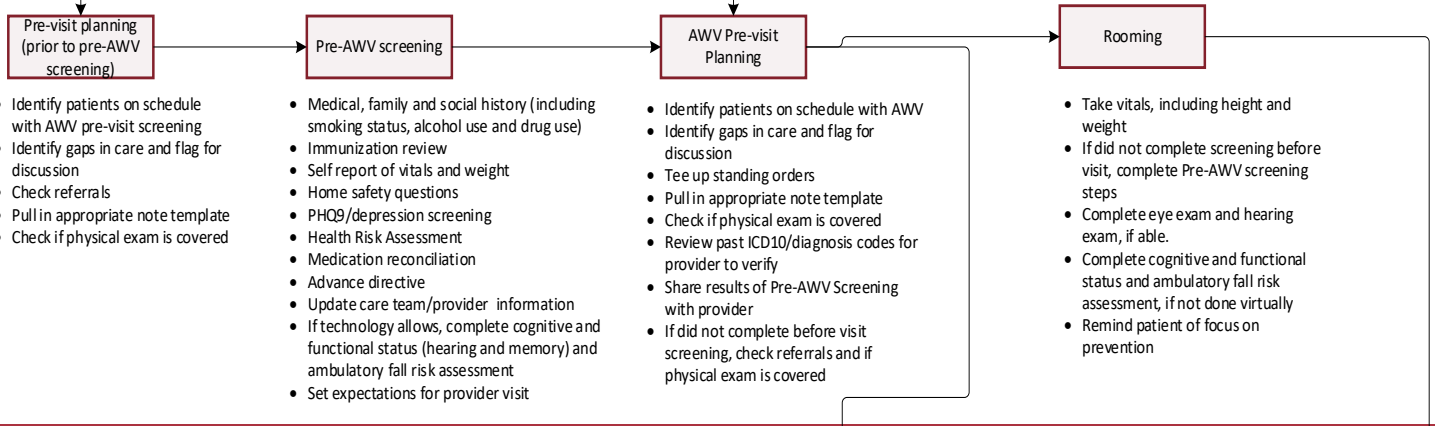 Pre-visit planning
(prior to pre-AWV
screening)
• Identify patients on schedule
with AWV pre-visit screening
• Identify gaps in care and flag for
discussion
• Check referrals
• Pull in appropriate note template
• Check if physical exam is covered
Pre-AWV screening
• Medical, family and social history (including
smoking status, alcohol use and drug use)
• Immunization review
• Self report of vitals and weight
• Home safety questions
• PHQ9/depression screening
• Health Risk Assessment
• Medication reconciliation
• Advance directive
• Update care team/provider information
• If technology allows, complete cognitive and
functional status (hearing and memory) and
ambulatory fall risk assessment
• Set expectations for provider visit
AWV Pre-visit
Planning
• Identify patients on schedule with AWV
• Identify gaps in care and flag for
discussion
• Tee up standing orders
• Pull in appropriate note template
• Check if physical exam is covered
• Review past ICD10/diagnosis codes for
provider to verify
• Share results of Pre-AWV Screening
with provider
• If did not complete before visit
screening, check referrals and if
physical exam is covered
Rooming
• Take vitals, including height and
weight
• If did not complete screening before
visit, complete Pre-AWV screening
steps
• Complete eye exam and hearing
exam, if able.
• Complete cognitive and functional
status and ambulatory fall risk
assessment, if not done virtually
• Remind patient of focus on
prevention